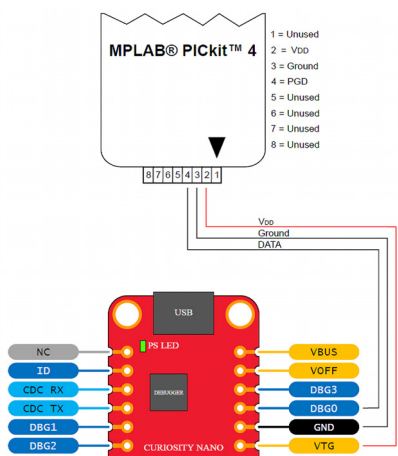 MPLAB® PICkit™ 4
1 = Unused
2 = VDD
3 = Ground
4 = PGD
5 = Unused
6 = Unused
7 = Unused
8 = Unused
8 7 6 5 4 3 2 1
VDD
Ground
DATA
USB
PS LED
DEBUGGER
NC
ID
CDC RX
CDC TX
DBG1
DBG2
VBUS
VOFF
DBG3
DBG0
GND
VTG
CURIOSITY NANO